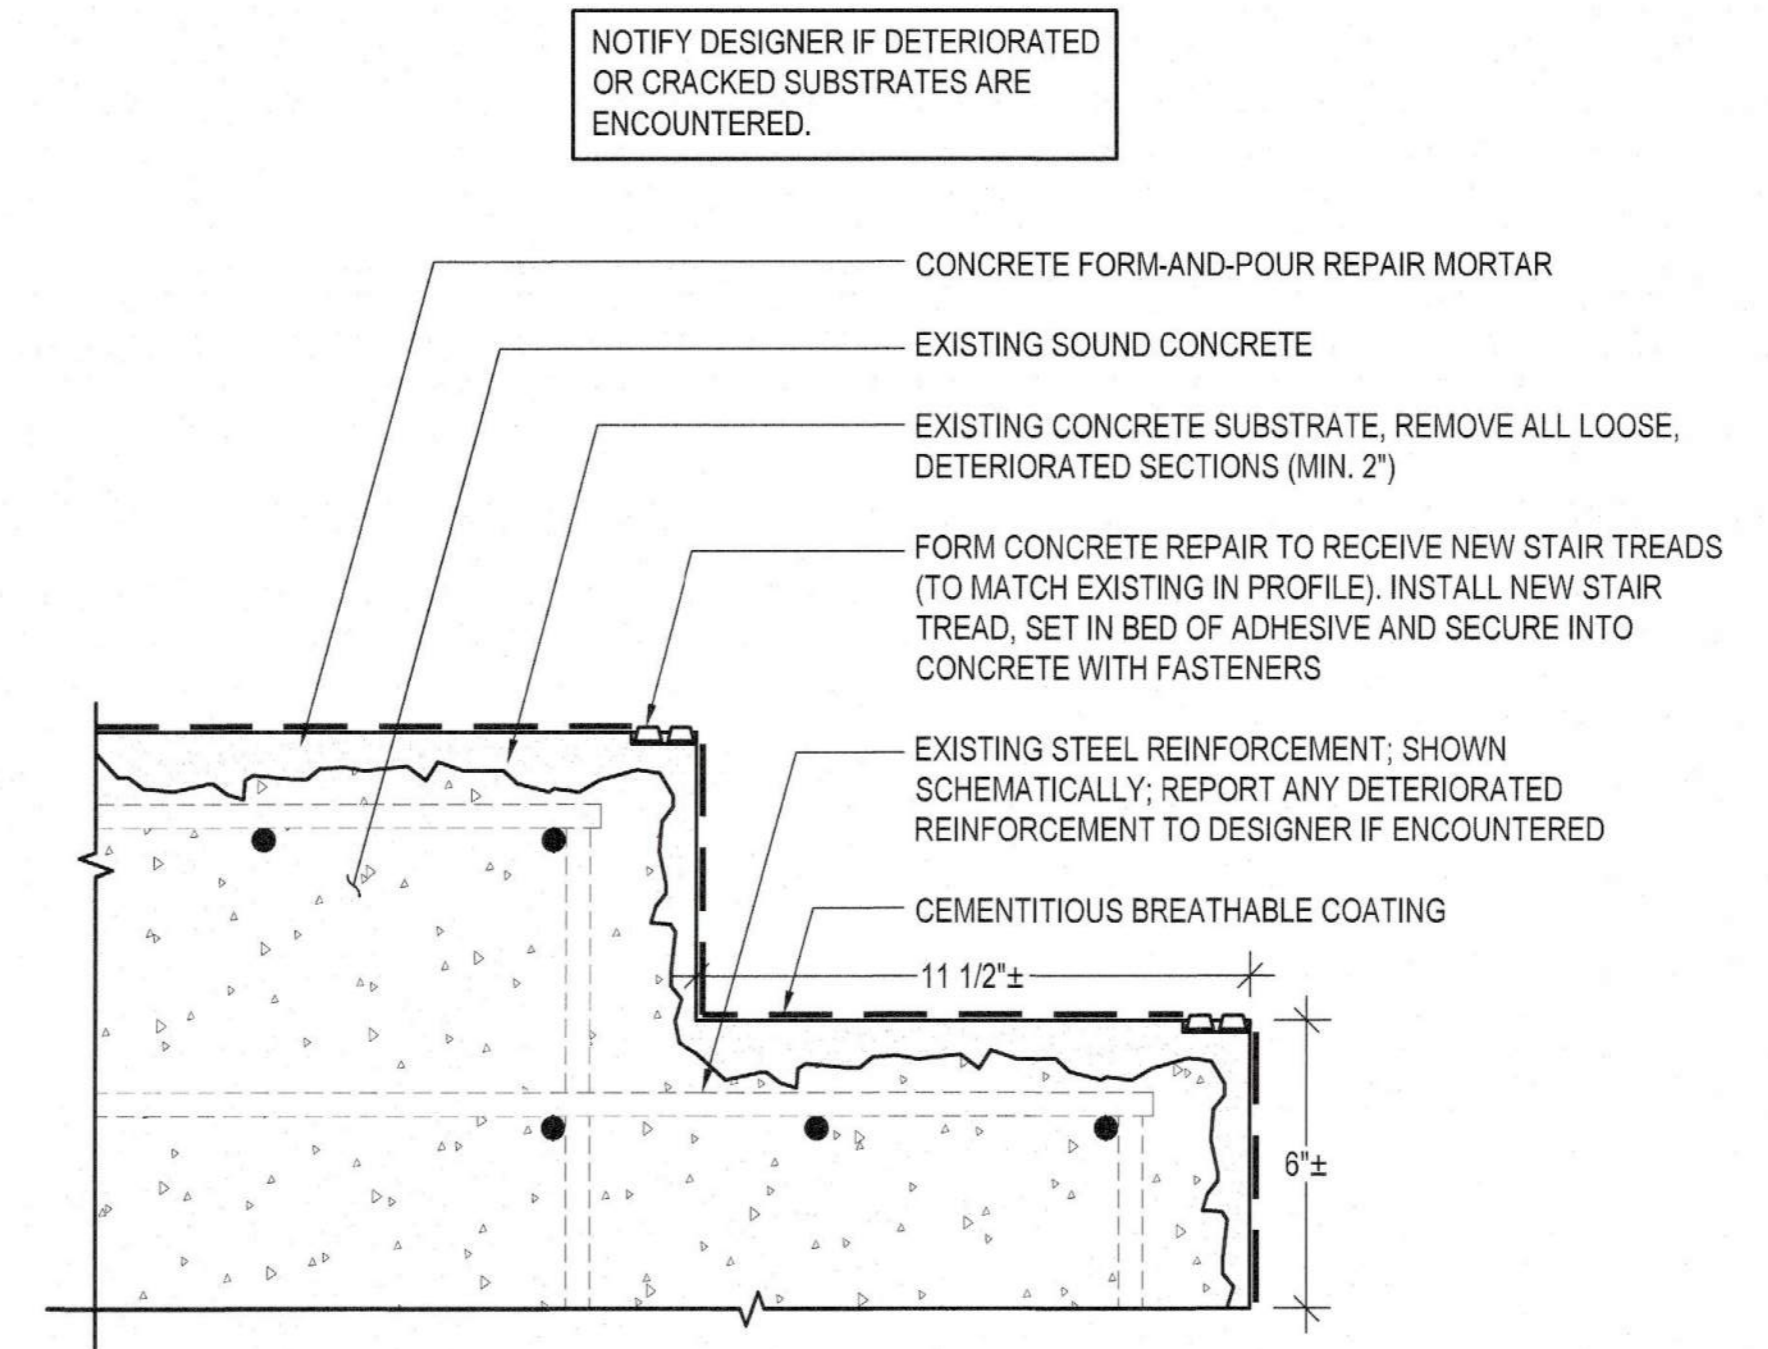 NOTIFY DESIGNER IF DETERIORATED
OR CRACKED SUBSTRATES ARE
ENCOUNTERED.
CONCRETE FORM-AND-POUR REPAIR MORTAR
EXISTING SOUND CONCRETE
EXISTING CONCRETE SUBSTRATE, REMOVE ALL LOOSE,
DETERIORATED SECTIONS (MIN. 2")
FORM CONCRETE REPAIR TO RECEIVE NEW STAIR TREADS
(TO MATCH EXISTING IN PROFILE). INSTALL NEW STAIR
TREAD, SET IN BED OF ADHESIVE AND SECURE INTO
CONCRETE WITH FASTENERS
EXISTING STEEL REINFORCEMENT; SHOWN
SCHEMATICALLY; REPORT ANY DETERIORATED
REINFORCEMENT TO DESIGNER IF ENCOUNTERED
CEMENTITIOUS BREATHABLE COATING
11 1/2"±
6"±